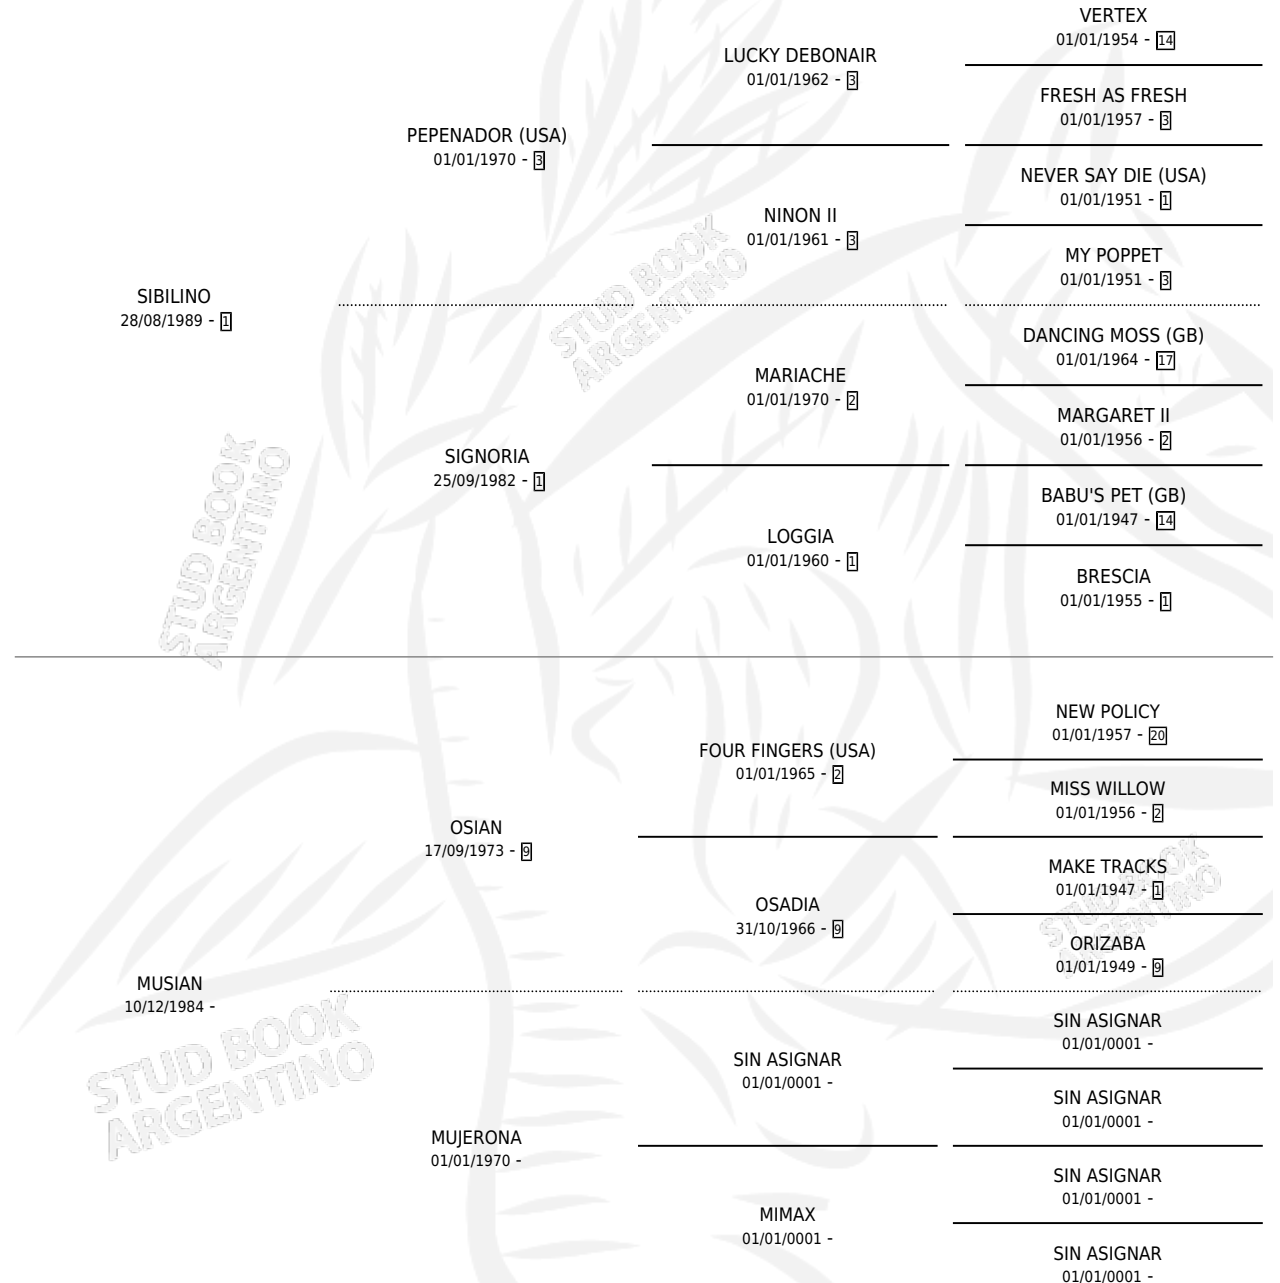 VERTEX
01/01/1954 - 14
LUCKY DEBONAIR
01/01/1962 - 3
FRESH AS FRESH
01/01/1957 - 3
PEPENADOR (USA)
01/01/1970 - 3
NEVER SAY DIE (USA)
01/01/1951 - 1
NINON II
01/01/1961 - 3
MY POPPET
01/01/1951 - 3
SIBILINO
28/08/1989 - 1
DANCING MOSS (GB)
01/01/1964 - 17
MARIACHE
01/01/1970 - 2
MARGARET II
01/01/1956 - 2
SIGNORIA
25/09/1982 - 1
BABU'S PET (GB)
01/01/1947 - 14
LOGGIA
01/01/1960 - 1
BRESCIA
01/01/1955 - 1
NEW POLICY
01/01/1957 - 20
FOUR FINGERS (USA)
01/01/1965 - 2
MISS WILLOW
01/01/1956 - 2
OSIAN
17/09/1973 - 9
MAKE TRACKS
01/01/1947 - 1
OSADIA
31/10/1966 - 9
ORIZABA
01/01/1949 - 9
MUSIAN
10/12/1984 -
SIN ASIGNAR
01/01/0001 -
SIN ASIGNAR
01/01/0001 -
SIN ASIGNAR
01/01/0001 -
MUJERONA
01/01/1970 -
SIN ASIGNAR
01/01/0001 -
MIMAX
01/01/0001 -
SIN ASIGNAR
01/01/0001 -
STUD BOOK
ARGENTINO
STUD BOOK
ARGENTINO
STUD BOOK
ARGENTINO
STUD BOOK
ARGENTINO